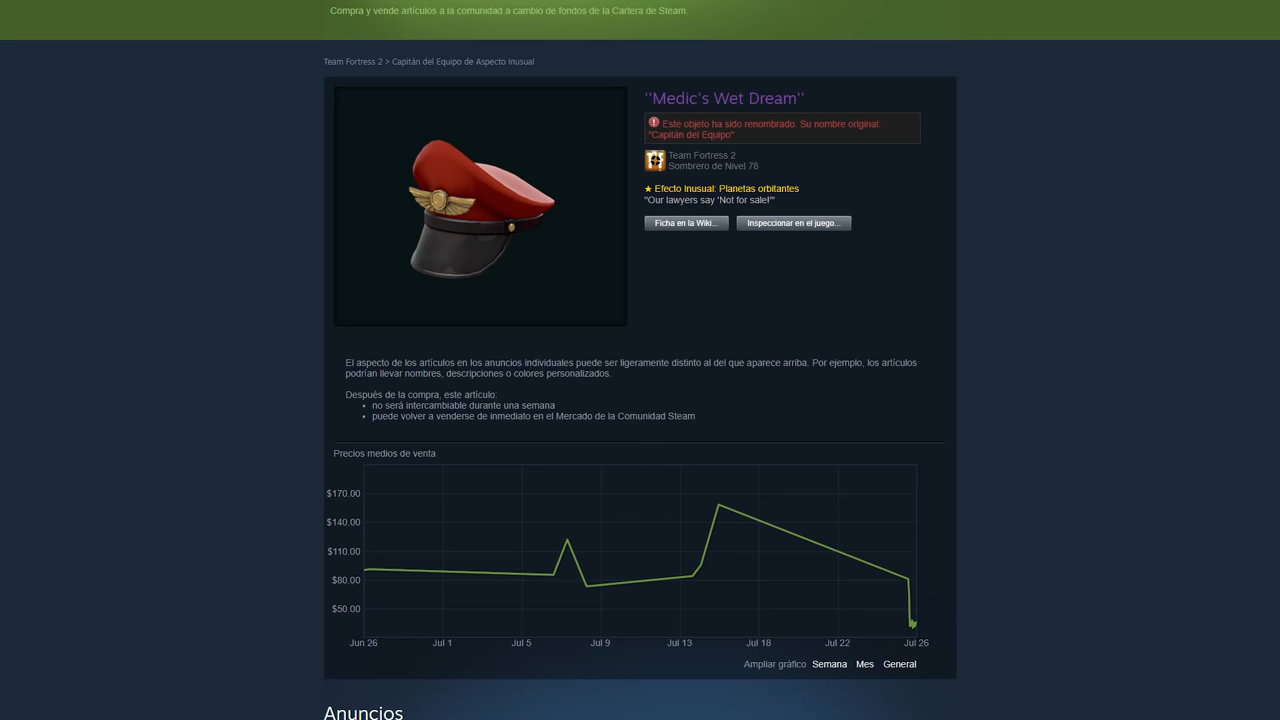 Compra y vende artículos a la comunidad a cambio de fondos de la Cartera de Steam.
Team Fortress 2 > Capitán del Equipo de Aspecto Inusual
''Medic's Wet Dream''
Este objeto ha sido renombrado. Su nombre original:
"Capitán del Equipo"
Team Fortress 2
Sombrero de Nivel 78
★ Efecto Inusual: Planetas orbitantes
''Our lawyers say 'Not for sale!'''
Ficha en la Wiki...
Inspeccionar en el juego...
El aspecto de los artículos en los anuncios individuales puede ser ligeramente distinto al del que aparece arriba. Por ejemplo, los artículos
podrían llevar nombres, descripciones o colores personalizados.
Después de la compra, este artículo:
• no será intercambiable durante una semana
• puede volver a venderse de inmediato en el Mercado de la Comunidad Steam
Precios medios de venta
$170.00
$140.00
$110.00
$80.00
$50.00
Jun 26 Jul 1 Jul 5 Jul 9 Jul 13 Jul 18 Jul 22 Jul 26
Ampliar gráfico Semana Mes General
Anuncios